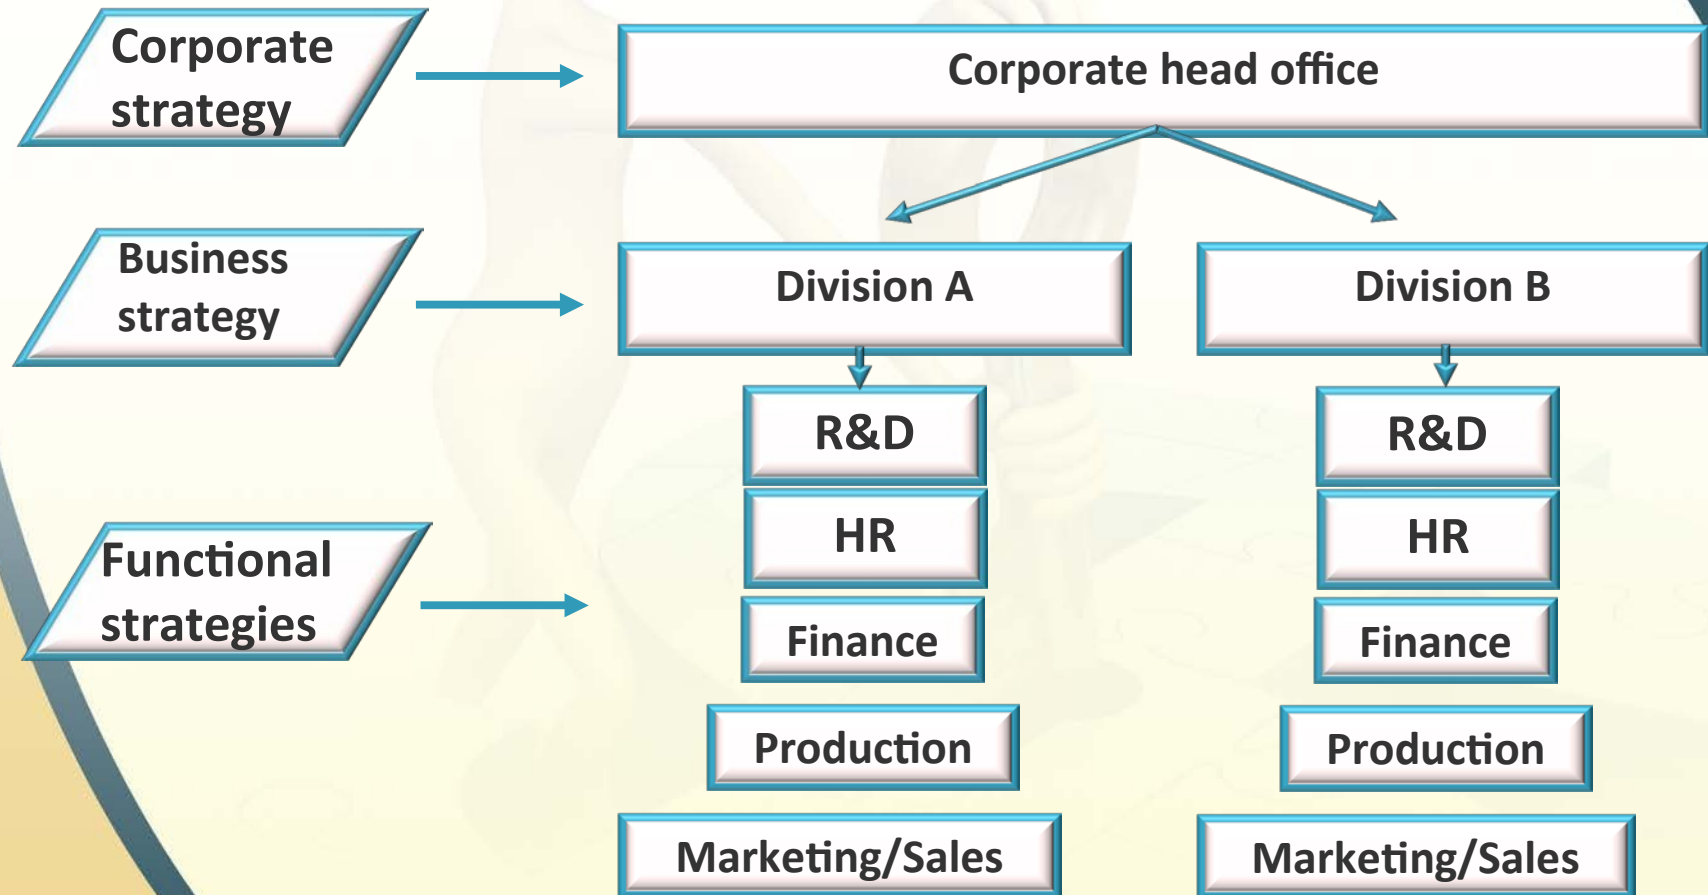 Corporate
strategy
Corporate head office
Business
strategy
Division A
Division B
R&D
R&D
HR
HR
Functional
strategies
Finance
Finance
Production
Production
Marketing/Sales
Marketing/Sales